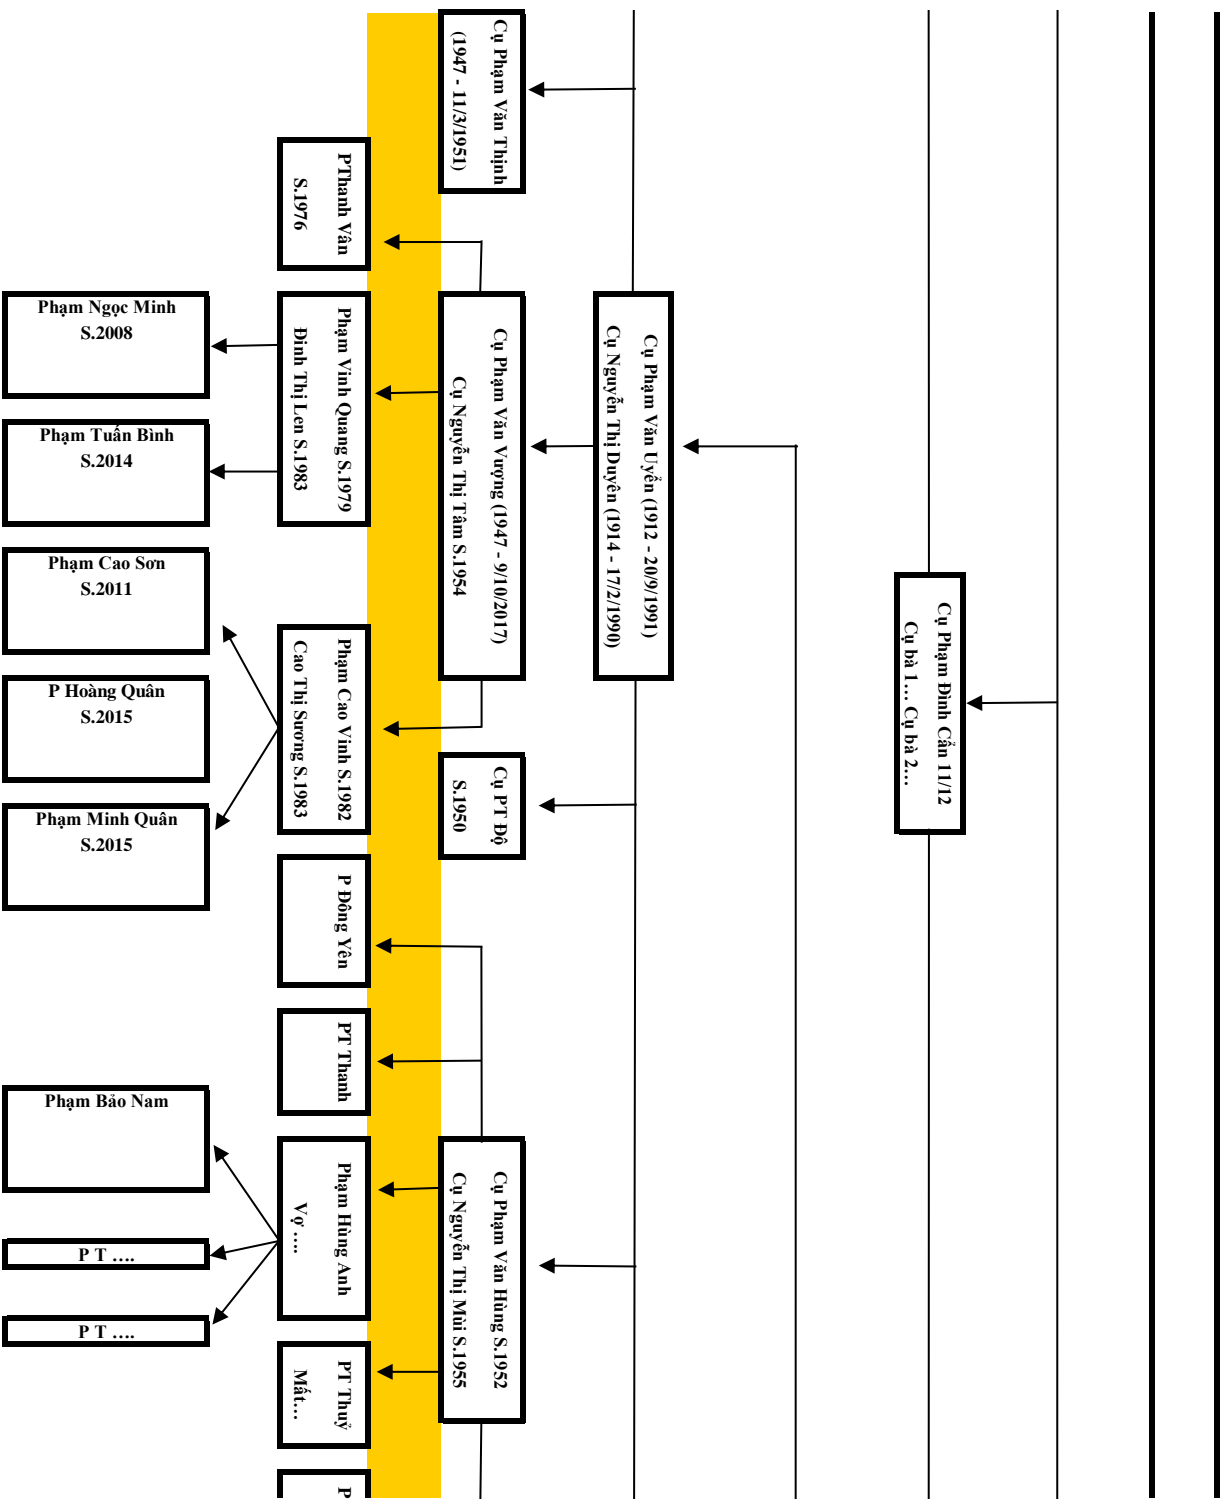 Cụ Phạm Đình Cẩn 11/12
Cụ bà 1…. Cụ bà 2…
Cụ Phạm Văn Uyển (1912 - 20/9/1991)
Cụ Nguyễn Thị Duyên (1914 - 17/2/1990)
Cụ Phạm Văn Thịnh
(1947 - 11/3/1951)
Cụ Phạm Văn Vượng (1947 - 9/10/2017)
Cụ Nguyễn Thị Tâm S.1954
Cụ PT Độ
S.1950
Cụ Phạm Văn Hùng S.1952
Cụ Nguyễn Thị Mùi S.1955
PThanh Vân
S.1976
Phạm Vinh Quang S.1979
Đinh Thị Len S.1983
Phạm Cao Vinh S.1982
Cao Thị Sương S.1983
P Đông Yên
PT Thanh
Phạm Hùng Anh
Vợ ….
PT Thuỷ
Mất…
P
Phạm Ngọc Minh
S.2008
Phạm Tuấn Bình
S.2014
Phạm Cao Sơn
S.2011
P Hoàng Quân
S.2015
Phạm Minh Quân
S.2015
Phạm Bảo Nam
P T ….
P T ….